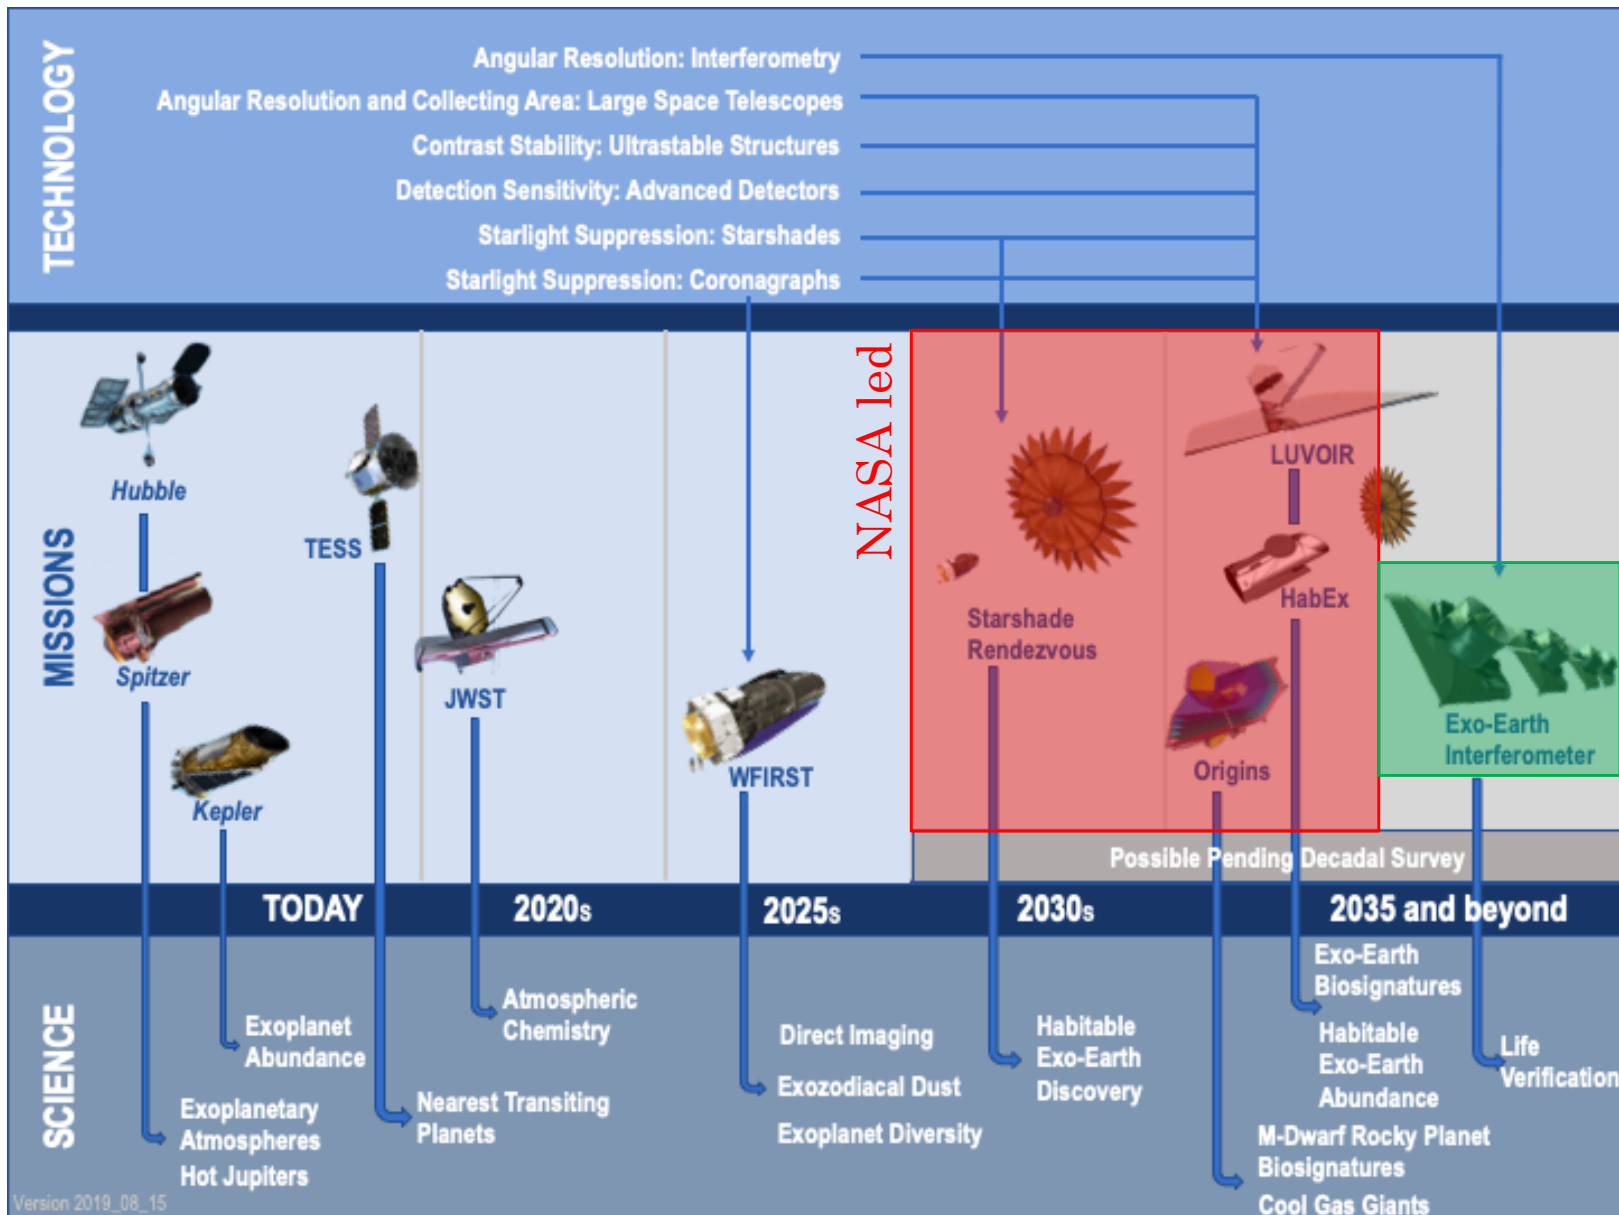 TECHNOLOGY
Angular Resolution: Interferometry
Angular Resolution and Collecting Area: Large Space Telescopes
Contrast Stability: Ultrastable Structures
Detection Sensitivity: Advanced Detectors
Starlight Suppression: Starshades
Starlight Suppression: Coronagraphs
MISSIONS
Hubble
Spitzer
Kepler
TESS
JWST
WFIRST
NASA led
Starshade
Rendezvous
LUVOIR
HabEx
Origins
Exo-Earth
Interferometer
Possible Pending Decadal Survey
TODAY
2020s
2025s
2030s
2035 and beyond
SCIENCE
Exoplanet
Abundance
Exoplanetary
Atmospheres
Hot Jupiters
Nearest Transiting
Planets
Atmospheric
Chemistry
Direct Imaging
Exozodiacal Dust
Exoplanet Diversity
Habitable
Exo-Earth
Discovery
Exo-Earth
Biosignatures
Habitable
Exo-Earth
Abundance
M-Dwarf Rocky Planet
Biosignatures
Cool Gas Giants
Life
Verification
Version 2019_08_15